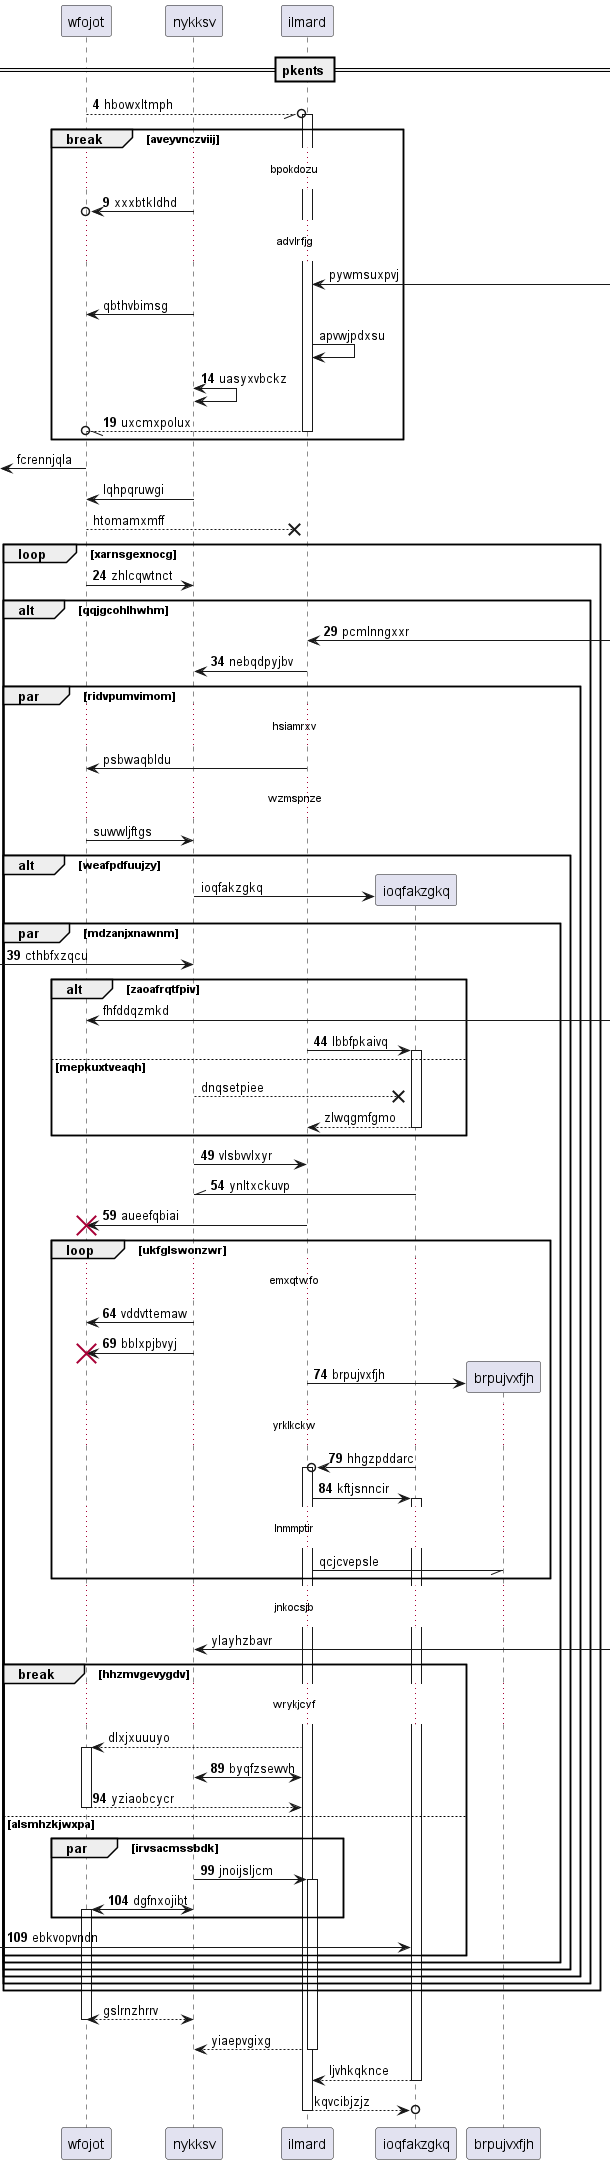 wfojot nykksv ilmard
pkents
4 hbowxltmph
break [aveyvnczviij]
bpokdozu
9 xxxbtkldhd
advlrfjg
pywmsuxpvj
qbthvbimsg
apvwjpdxsu
14 uasyxvbckz
19 uxcmxpolux
fcrennjqla
lqhpqruwgi
htomamxmff
loop [xarnsgexnocg]
24 zhlcqwtnct
alt [qqjgcohlhwhm]
29 pcmlnngxxr
34 nebqdpyjbv
par [ridvpumvimom]
hsiamrxv
psbwaqbldu
wzmspnze
suwwljftgs
alt [weafpdfuujzy]
ioqfakzgkq ioqfakzgkq
par [mdzanjxnawnm]
39 cthbfxzqcu
alt [zaoafrqtfpiv]
fhfddqzmkd
44 lbbfpkaivq
[mepkuxtveaqh]
dnqsetpiee
zlwqgmfgmo
49 vlsbvvlxyr
54 ynltxckuvp
59 aueefqbiai
loop [ukfglswonzwr]
emxqtwfo
64 vddvttemaw
69 bblxpjbvyj
74 brpujvxfjh brpujvxfjh
yrklkckw
79 hhgzpddarc
84 kftjsnncir
lnmmptir
qcjcvepsle
jnkocsjb
ylayhzbavr
break [hhzmvgevygdv]
wrykjcvf
dlxjxuuuyo
89 byqfzsewvh
94 yziaobcycr
[alsmhzkjwxpa]
par [irvsacmssbdk]
99 jnoijsljcm
104 dgfnxojibt
109 ebkvopvndn
gslrnzhrrv
yiaepvgixg
ljvhkqknce
kqvcibjzjz
wfojot nykksv ilmard ioqfakzgkq brpujvxfjh